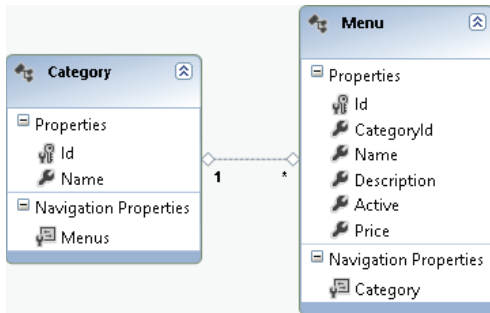 Category
Properties
Id
Name
Navigation Properties
Menus
1
*
Menu
Properties
Id
CategoryId
Name
Description
Active
Price
Navigation Properties
Category